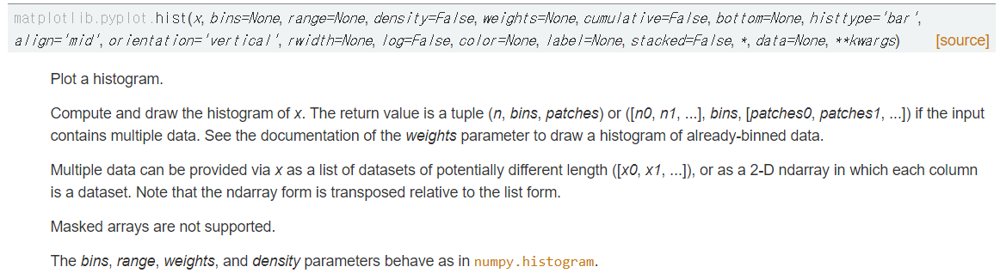 matplotlib.pyplot.hist(x, bins=None, range=None, density=False, weights=None, cumulative=False, bottom=None, histtype='bar',
align='mid', orientation='vertical', rwidth=None, log=False, color=None, label=None, stacked=False, *, data=None, **kwargs) [source]
Plot a histogram.
Compute and draw the histogram of x. The return value is a tuple (n, bins, patches) or ([n0, n1, ...], bins, [patches0, patches1, ...]) if the input
contains multiple data. See the documentation of the weights parameter to draw a histogram of already-binned data.
Multiple data can be provided via x as a list of datasets of potentially different length ([x0, x1, ...]), or as a 2-D ndarray in which each column
is a dataset. Note that the ndarray form is transposed relative to the list form.
Masked arrays are not supported.
The bins, range, weights, and density parameters behave as in numpy.histogram.